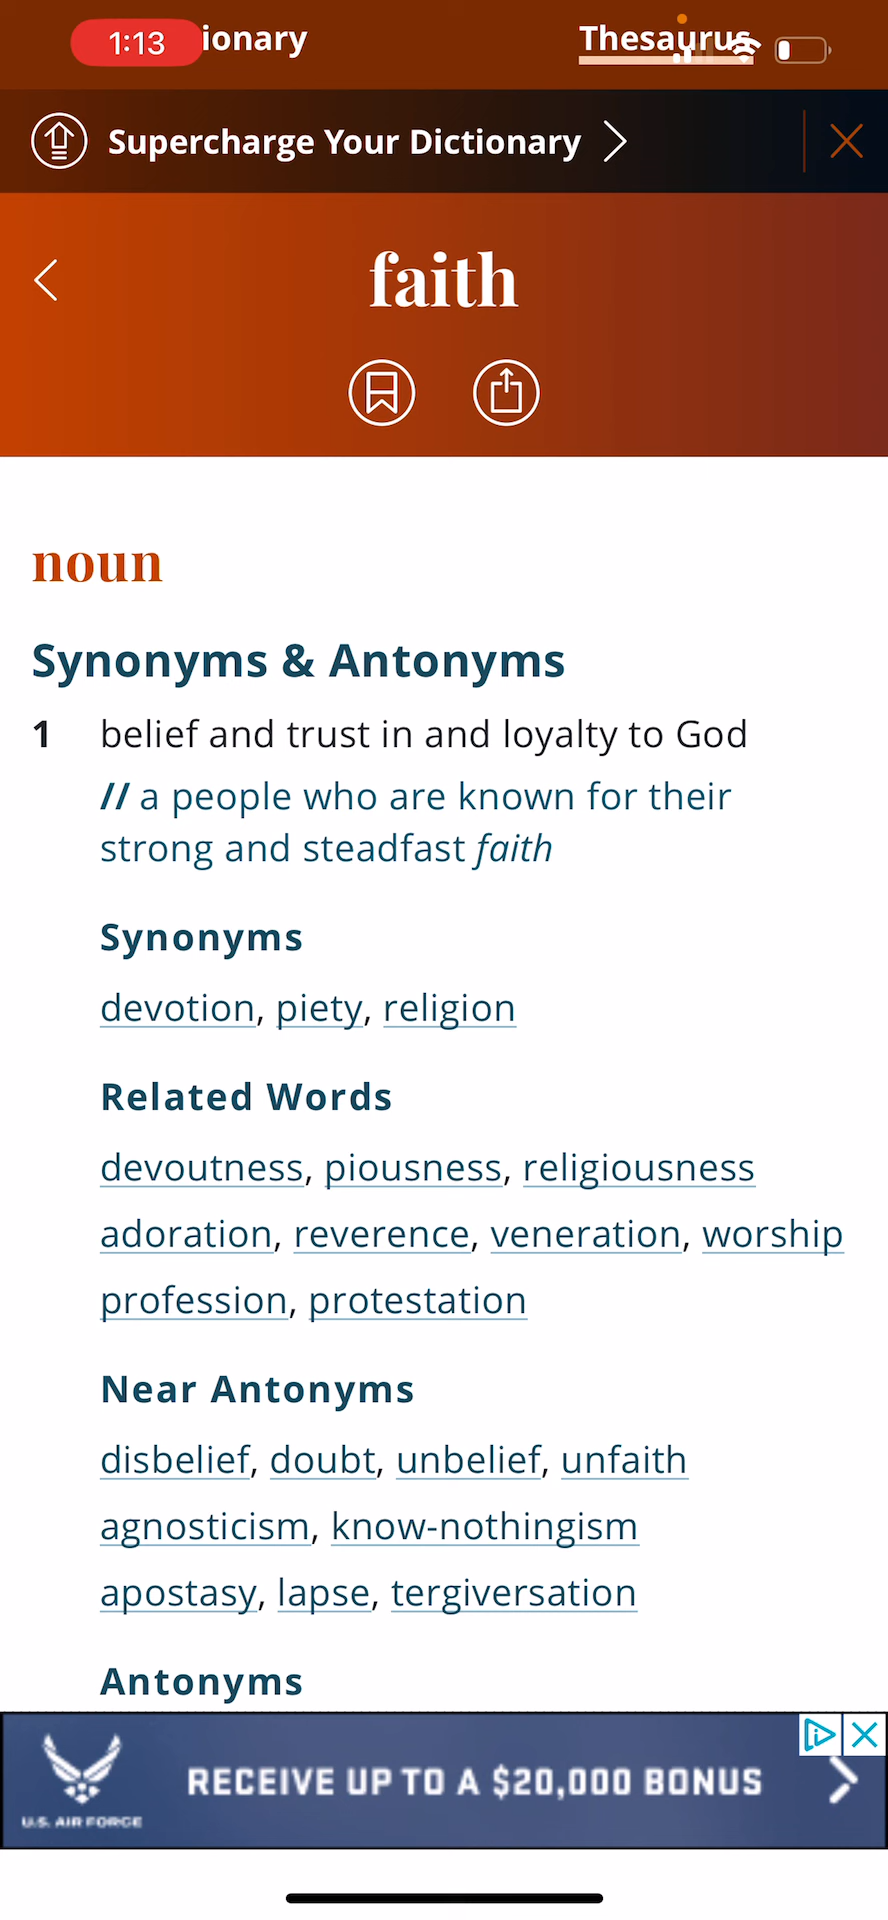 1:13 ionary Thesaurus
Supercharge Your Dictionary
faith
noun
Synonyms & Antonyms
1 belief and trust in and loyalty to God
// a people who are known for their
strong and steadfast faith
Synonyms
devotion, piety, religion
Related Words
devoutness, piousness, religiousness
adoration, reverence, veneration, worship
profession, protestation
Near Antonyms
disbelief, doubt, unbelief, unfaith
agnosticism, know-nothingism
apostasy, lapse, tergiversation
Antonyms
RECEIVE UP TO A $20,000 BONUS
U.S. AIR FORCE